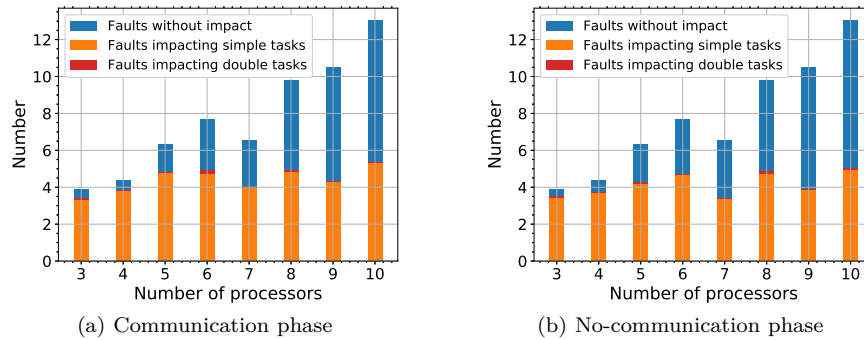 Faults without impact
Faults impacting simple tasks
Faults impacting double tasks
Number
12
10
8
6
4
2
0
3 4 5 6 7 8 9 10
Number of processors
(a) Communication phase
Faults without impact
Faults impacting simple tasks
Faults impacting double tasks
Number
12
10
8
6
4
2
0
3 4 5 6 7 8 9 10
Number of processors
(b) No-communication phase